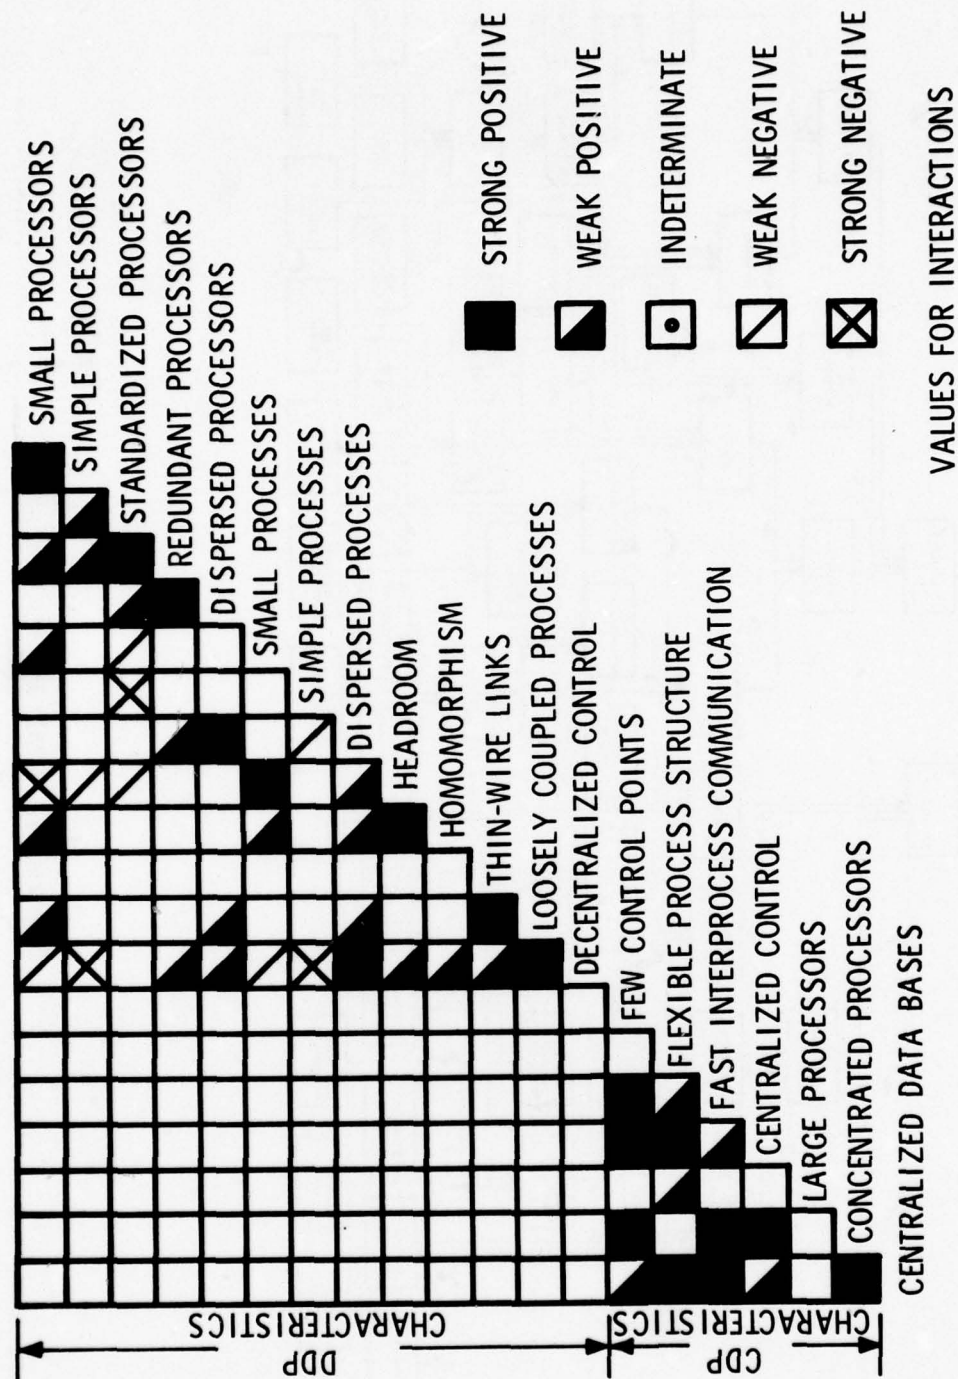 SMALL PROCESSORS
SIMPLE PROCESSORS
STANDARDIZED PROCESSORS
REDUNDANT PROCESSORS
DISPERSED PROCESSORS
SMALL PROCESSES
SIMPLE PROCESSES
DISPERSED PROCESSES
HEADROOM
HOMOMORPHISM
THIN-WIRE LINKS
LOOSELY COUPLED PROCESSES
DECENTRALIZED CONTROL
FEW CONTROL POINTS
FLEXIBLE PROCESS STRUCTURE
FAST INTERPROCESS COMMUNICATION
CENTRALIZED CONTROL
LARGE PROCESSORS
CONCENTRATED PROCESSORS
CENTRALIZED DATA BASES
DDP
CHARACTERISTICS
CDP
CHARACTERISTICS
STRONG POSITIVE
WEAK POSITIVE
INDETERMINATE
WEAK NEGATIVE
STRONG NEGATIVE
VALUES FOR INTERACTIONS